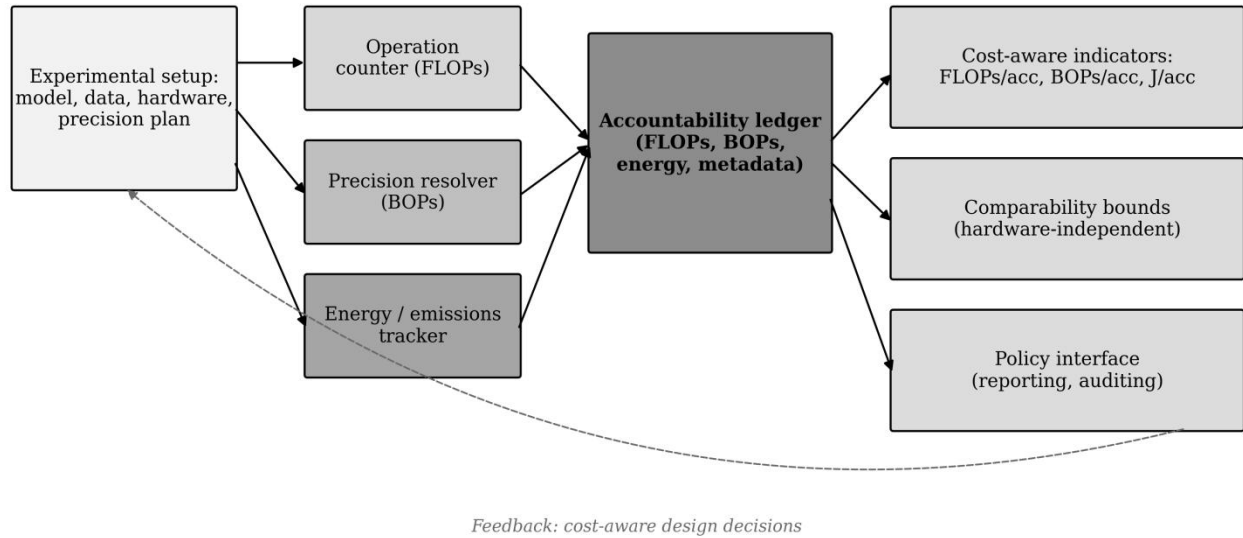 Experimental setup:
model, data, hardware,
precision plan
Operation
counter (FLOPs)
Precision resolver
(BOPs)
Energy / emissions
tracker
Accountability ledger
(FLOPs, BOPs,
energy, metadata)
Cost-aware indicators:
FLOPs/acc, BOPs/acc, J/acc
Comparability bounds
(hardware-independent)
Policy interface
(reporting, auditing)
Feedback: cost-aware design decisions